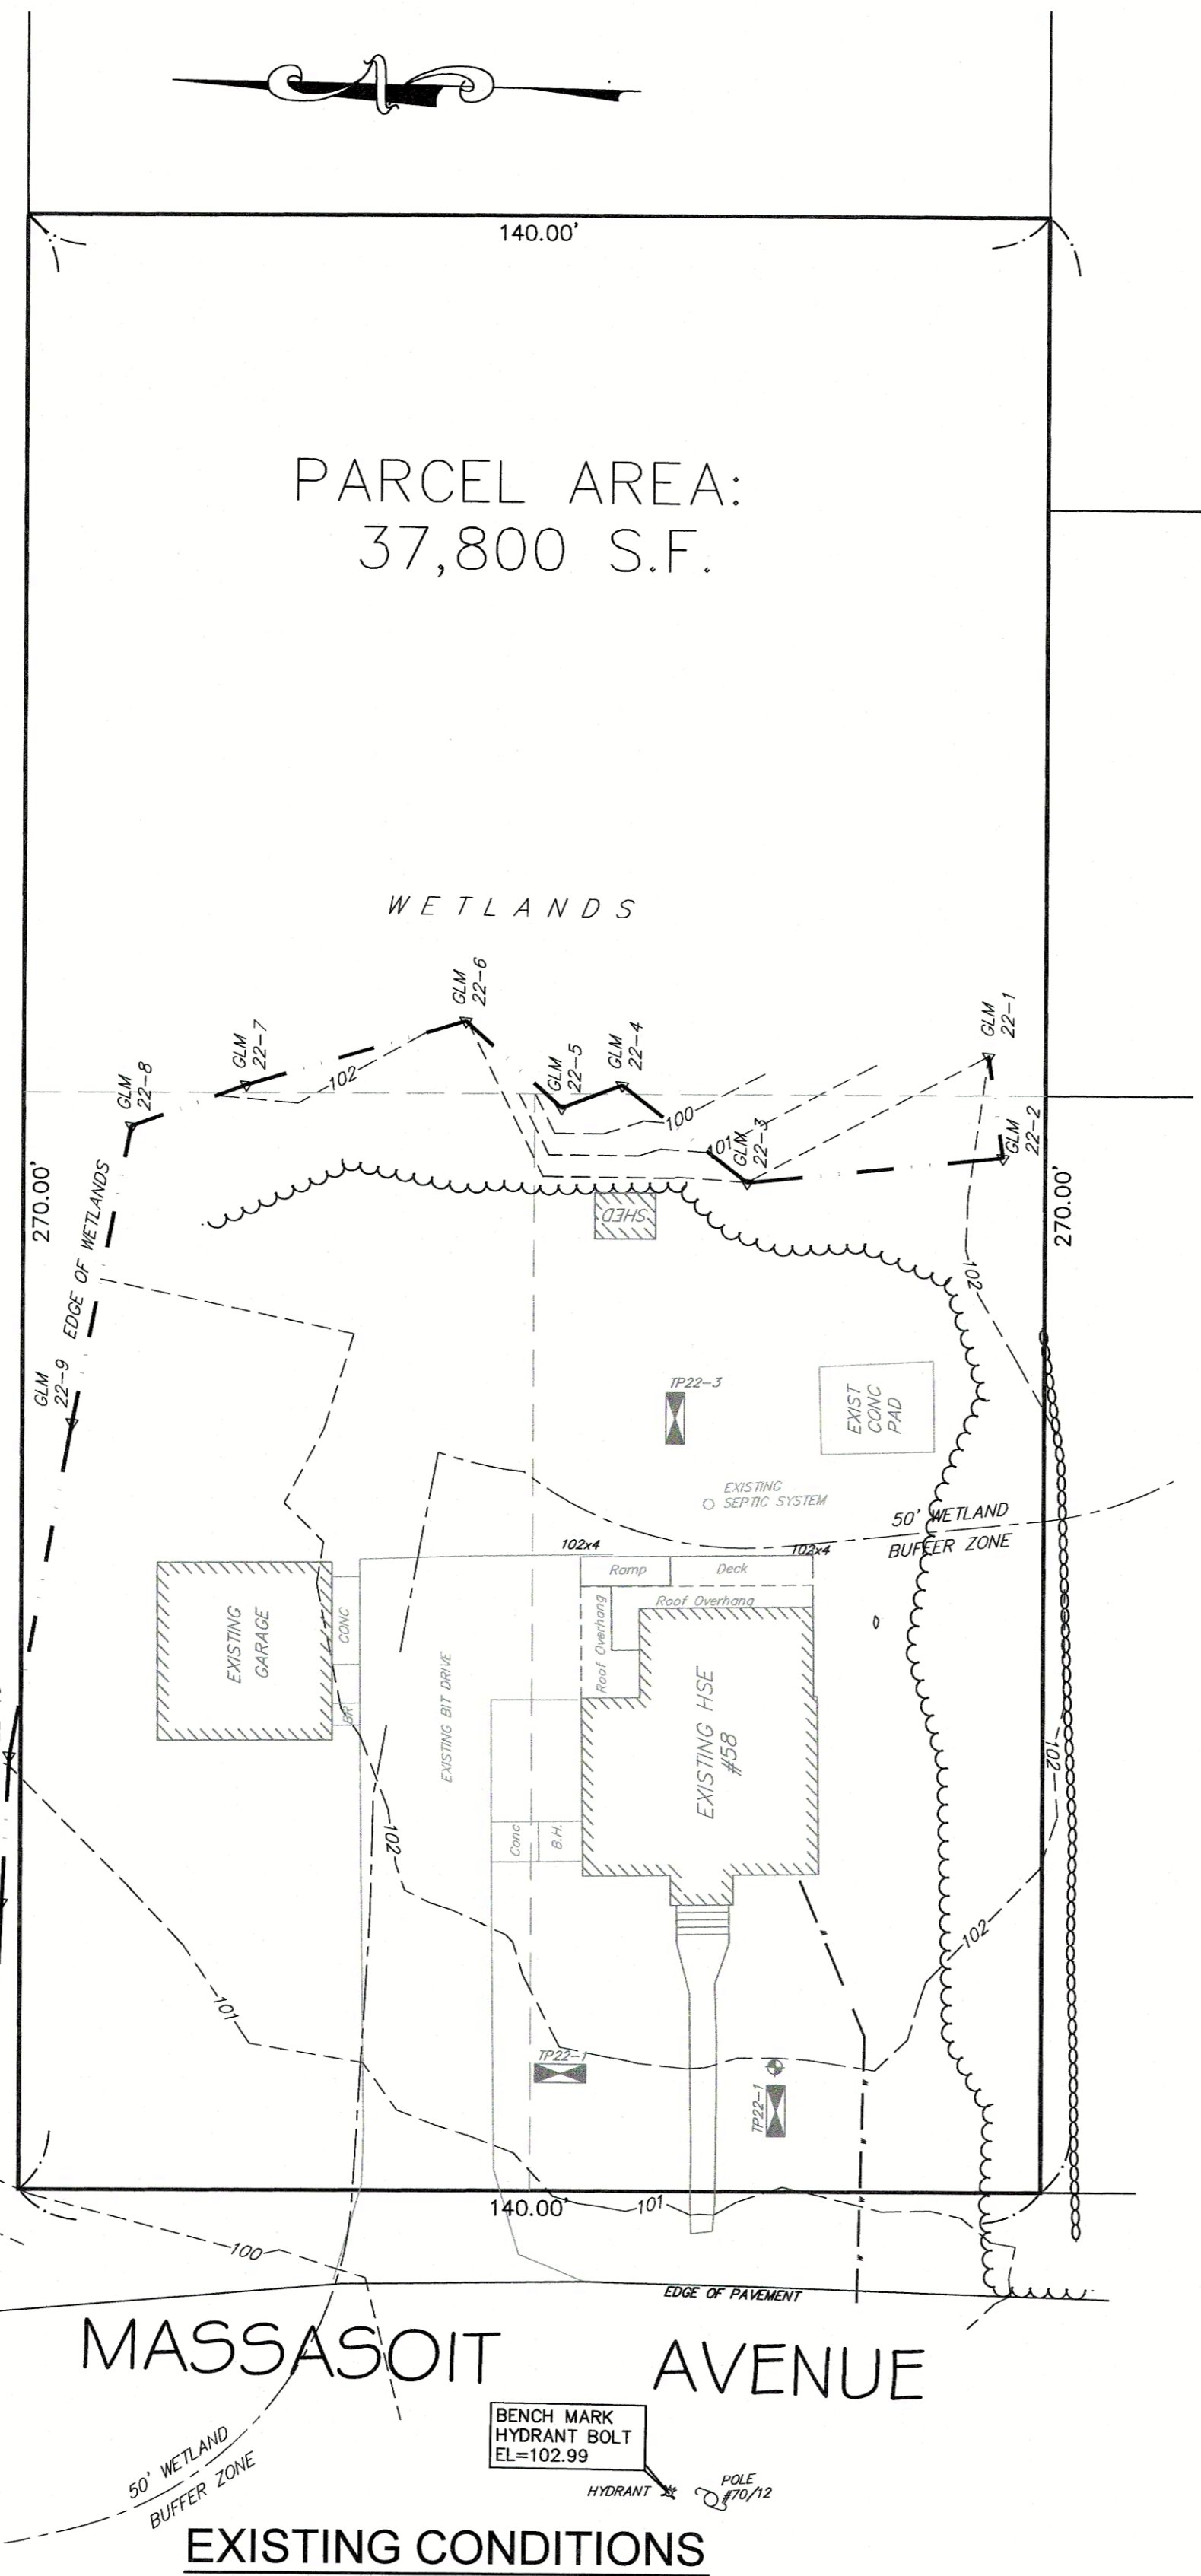 140.00'
PARCEL AREA:
37,800 S.F.
WETLANDS
GLM
22-6
GLM
22-7
102
GLM
22-8
GLM
22-5
GLM
22-4
100
101
GLM
22-3
GLM
22-1
GLM
22-2
270.00'
EDGE OF WETLANDS
270.00'
SHED
102
GLM
22-9
TP22-3
EXIST
CONC
PAD
EXISTING
SEPTIC SYSTEM
50' WETLAND
BUFFER ZONE
102x4
102x4
Ramp
Deck
Roof Overhang
Roof Overhang
EXISTING
GARAGE
CONC
BR
EXISTING BIT DRIVE
EXISTING HSE
#58
102
102
Conc
B.H.
102
101
TP22-1
TP22-1
140.00'
101
100
EDGE OF PAVEMENT
MASSASOIT AVENUE
BENCH MARK
HYDRANT BOLT
EL=102.99
HYDRANT
POLE
#70/12
50' WETLAND
BUFFER ZONE
EXISTING CONDITIONS